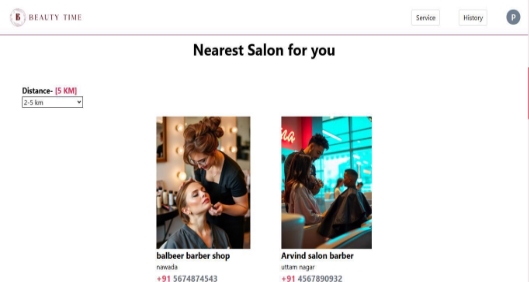 BEAUTY TIME
Service
History
P
Nearest Salon for you
Distance- [5 KM]
2-5 km
balbeer barber shop
nawada
+91 5674874543
Arvind salon barber
uttam nagar
+91 4567890932